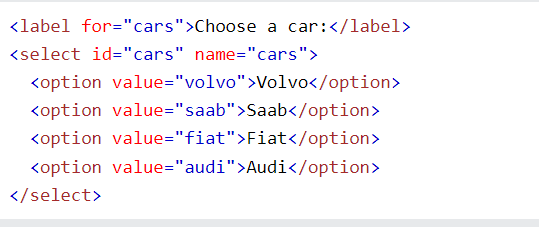 <label for="cars">Choose a car:</label>
<select id="cars" name="cars">
  <option value="volvo">Volvo</option>
  <option value="saab">Saab</option>
  <option value="fiat">Fiat</option>
  <option value="audi">Audi</option>
</select>